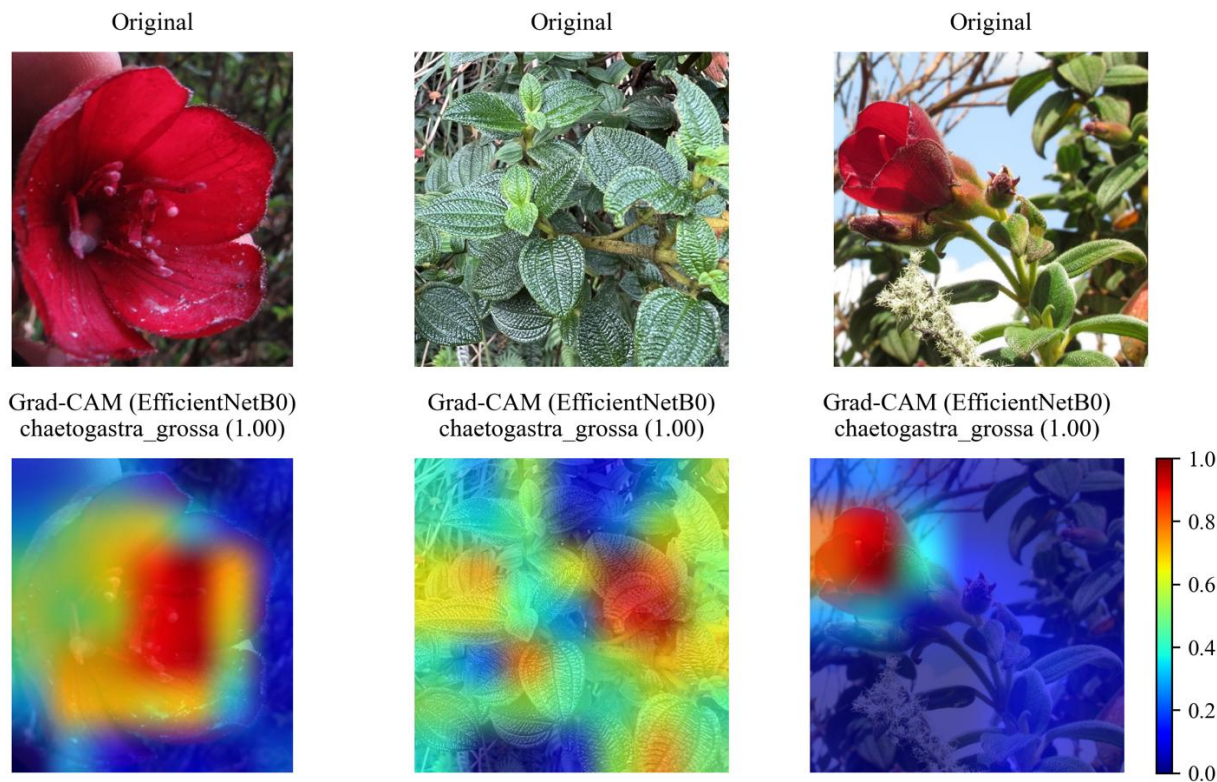 Original
Original
Original
Grad-CAM (EfficientNetB0)
chaetogastra_grossa (1.00)
Grad-CAM (EfficientNetB0)
chaetogastra_grossa (1.00)
Grad-CAM (EfficientNetB0)
chaetogastra_grossa (1.00)
1.0
0.8
0.6
0.4
0.2
0.0